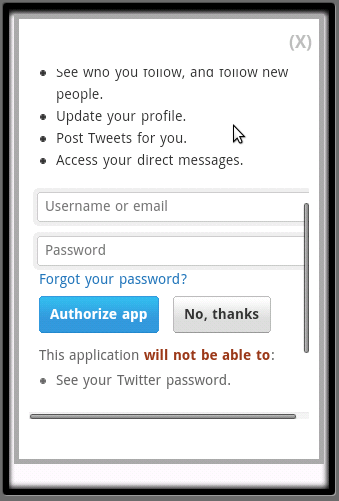 (X)
See who you follow, and follow new
people.
Update your profile.
Post Tweets for you.
Access your direct messages.
Username or email
Password
Forgot your password?
Authorize app
No, thanks
This application will not be able to:
See your Twitter password.